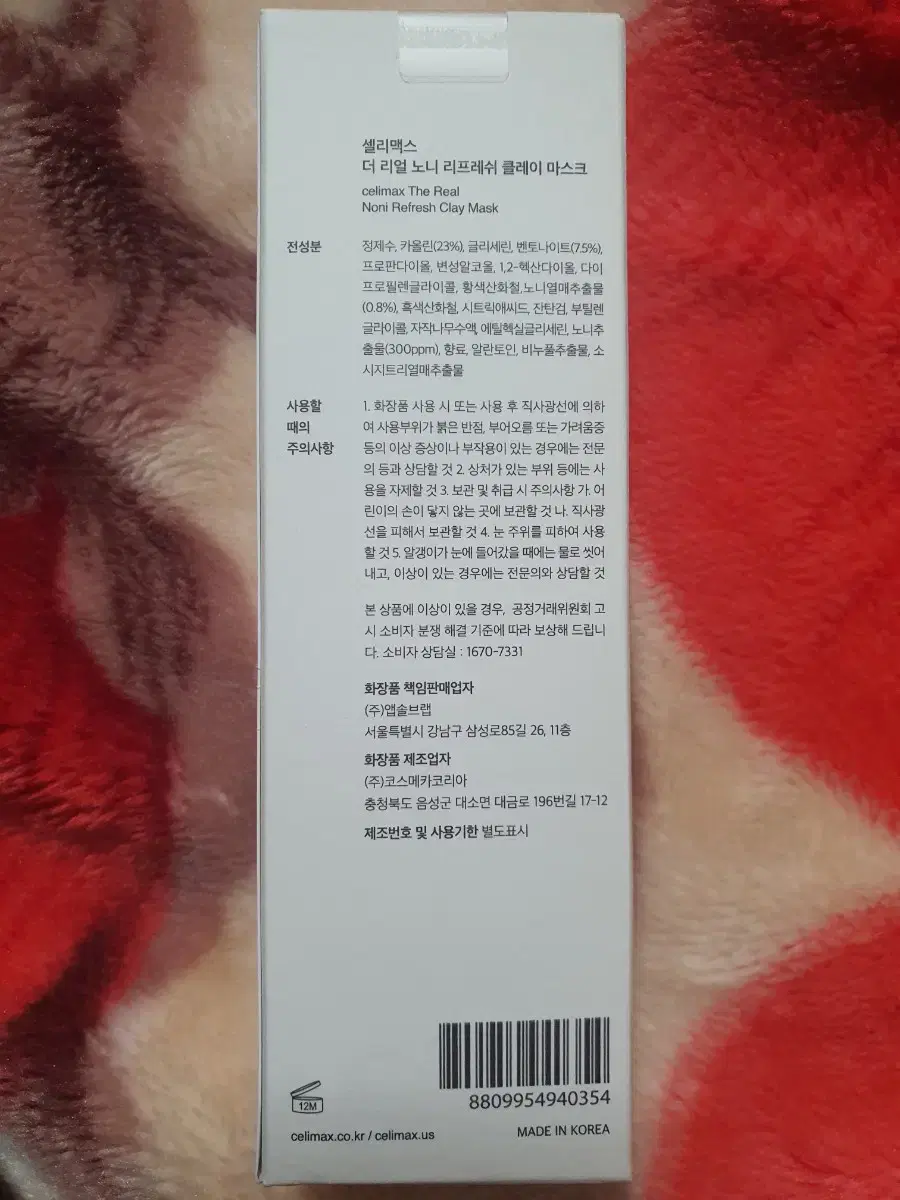 셀리맥스
더 리얼 노니 리프레쉬 클레이 마스크
celimax The Real
Noni Refresh Clay Mask
전성분
정제수, 카올린(23%), 글리세린, 벤토나이트(7.5%),
프로판다이올, 변성알코올, 1,2-헥산다이올, 다이
프로필렌글라이콜, 황색산화철,노니열매추출물
(0.8%), 흑색산화철, 시트릭애씨드, 잔탄검, 부틸렌
글라이콜, 자작나무수액, 에틸헥실글리세린, 노니추
출물(300ppm), 향료, 알란토인, 비누풀추출물, 소
시지트리열매추출물
사용할
때의
주의사항
1. 화장품 사용 시 또는 사용 후 직사광선에 의하
여 사용부위가 붉은 반점, 부어오름 또는 가려움증
등의 이상 증상이나 부작용이 있는 경우에는 전문
의 등과 상담할 것 2. 상처가 있는 부위 등에는 사
용을 자제할 것 3. 보관 및 취급 시 주의사항 가. 어
린이의 손이 닿지 않는 곳에 보관할 것 나. 직사광
선을 피해서 보관할 것 4. 눈 주위를 피하여 사용
할 것 5. 알갱이가 눈에 들어갔을 때에는 물로 씻어
내고, 이상이 있는 경우에는 전문의와 상담할 것
본 상품에 이상이 있을 경우, 공정거래위원회 고
시 소비자 분쟁 해결 기준에 따라 보상해 드립니
다. 소비자 상담실 : 1670-7331
화장품 책임판매업자
(주)앱솔브랩
서울특별시 강남구 삼성로85길 26, 11층
화장품 제조업자
(주)코스메카코리아
충청북도 음성군 대소면 대금로 196번길 17-12
제조번호 및 사용기한 별도표시
8809954940354
12M
celimax.co.kr / celimax.us
MADE IN KOREA